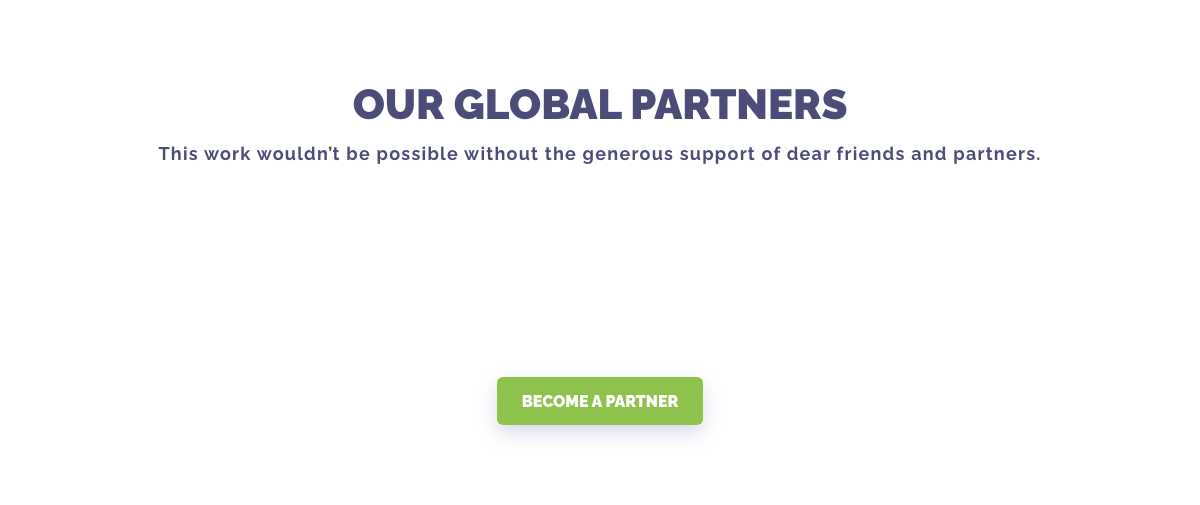 OUR GLOBAL PARTNERS
This work wouldn’t be possible without the generous support of dear friends and partners.
BECOME A PARTNER